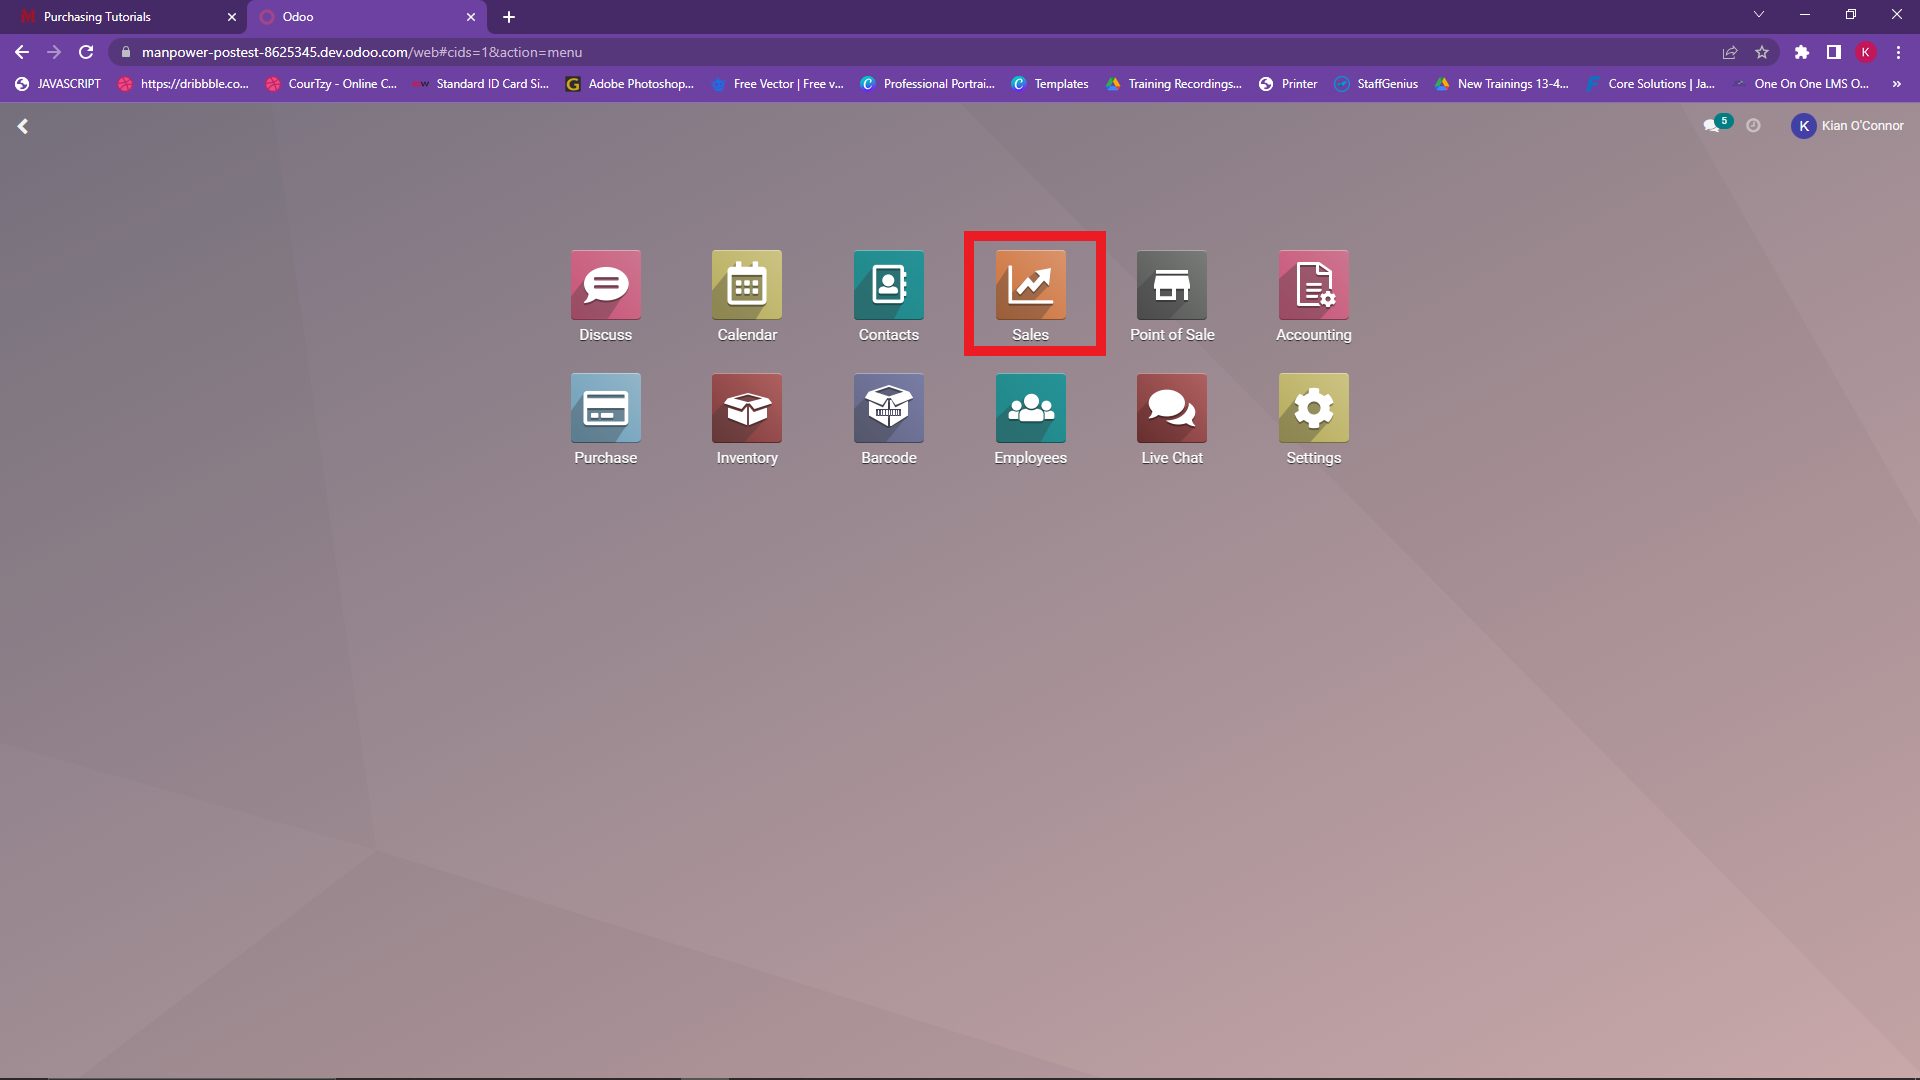 Purchasing Tutorials
Odoo
manpower-postest-8625345.dev.odoo.com/web#cids=1&action=menu
K
JAVASCRIPT
https://dribbble.co...
CourTzy - Online C...
Standard ID Card Si...
G Adobe Photoshop...
Free Vector | Free v...
C Professional Portrai...
C Templates
Training Recordings...
Printer
StaffGenius
New Trainings 13-4...
Core Solutions | Ja...
One On One LMS O...
»
5
K Kian O'Connor
Discuss
Calendar
Contacts
Sales
Point of Sale
Accounting
Purchase
Inventory
Barcode
Employees
Live Chat
Settings